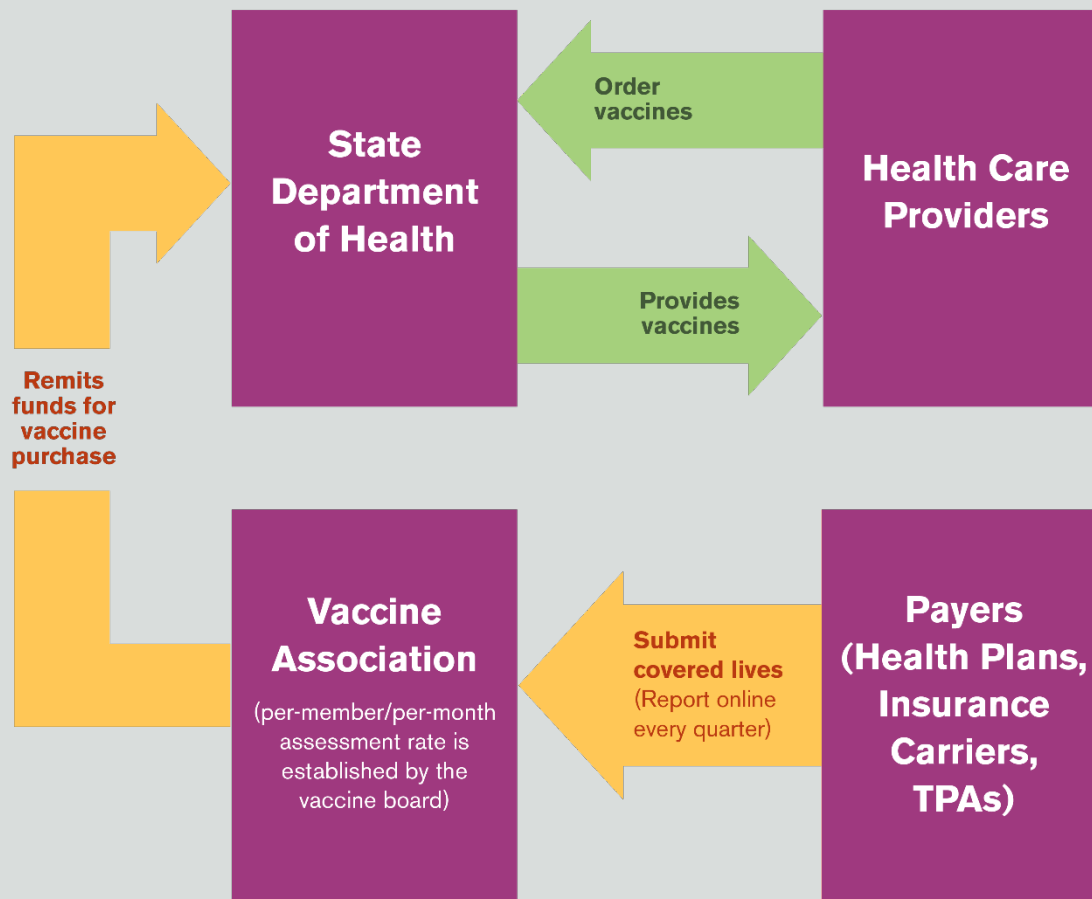 State
Department
of Health
Order
vaccines
Health Care
Providers
Provides
vaccines
Remits
funds for
vaccine
purchase
Vaccine
Association
(per-member/per-month
assessment rate is
established by the
vaccine board)
Submit
covered lives
(Report online
every quarter)
Payers
(Health Plans,
Insurance
Carriers,
TPAs)